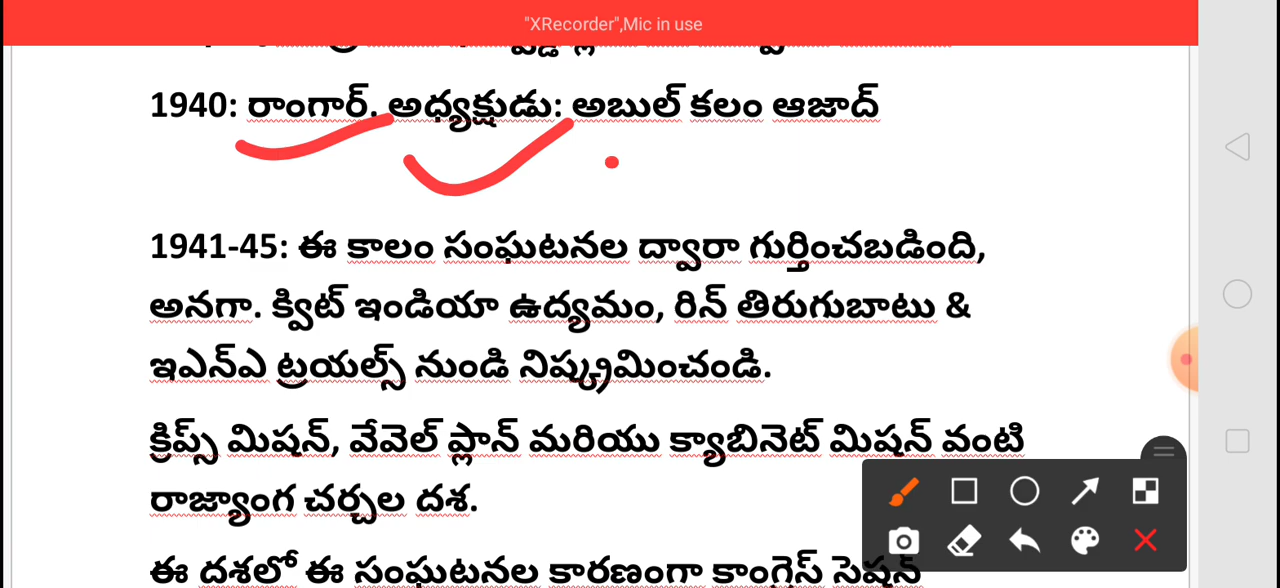 "XRecorder",Mic in use
1940: రాంగార్. అధ్యక్షుడు: అబుల్ కలం ఆజాద్
1941-45: ఈ కాలం సంఘటనల ద్వారా గుర్తించబడింది,
అనగా. క్విట్ ఇండియా ఉద్యమం, రిన్ తిరుగుబాటు &
ఇఎన్ఎ ట్రయల్స్ నుండి నిష్క్రమించండి.
క్రిప్స్ మిషన్, వేవెల్ ప్లాన్ మరియు క్యాబినెట్ మిషన్ వంటి
రాజ్యాంగ చర్చల దశ.
ఈ దశలో ఈ సంఘటనల కారణంగా కాంగ్రెస్ సెషన్